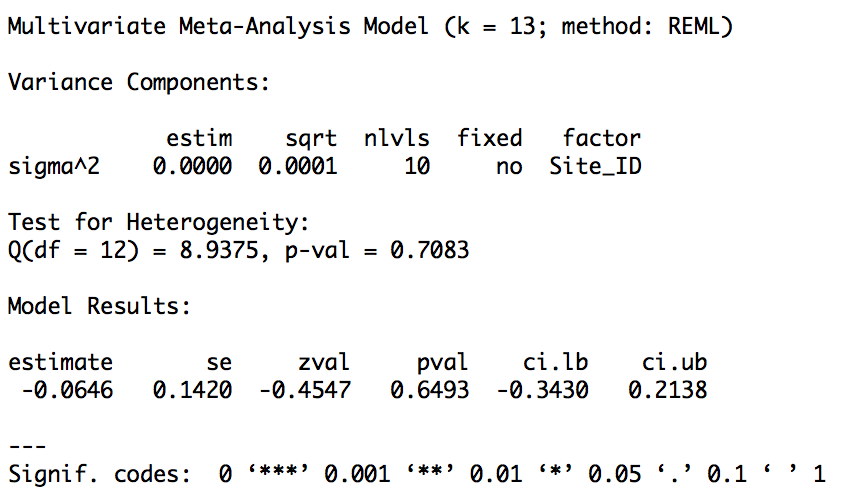 Multivariate Meta-Analysis Model (k = 13; method: REML)
Variance Components:
estim sqrt nlvls fixed factor
sigma^2 0.0000 0.0001 10 no Site_ID
Test for Heterogeneity:
Q(df = 12) = 8.9375, p-val = 0.7083
Model Results:
estimate se zval pval ci.lb ci.ub
-0.0646 0.1420 -0.4547 0.6493 -0.3430 0.2138
---
Signif. codes: 0 ‘***’ 0.001 ‘**’ 0.01 ‘*’ 0.05 ‘.’ 0.1 ‘ ’ 1